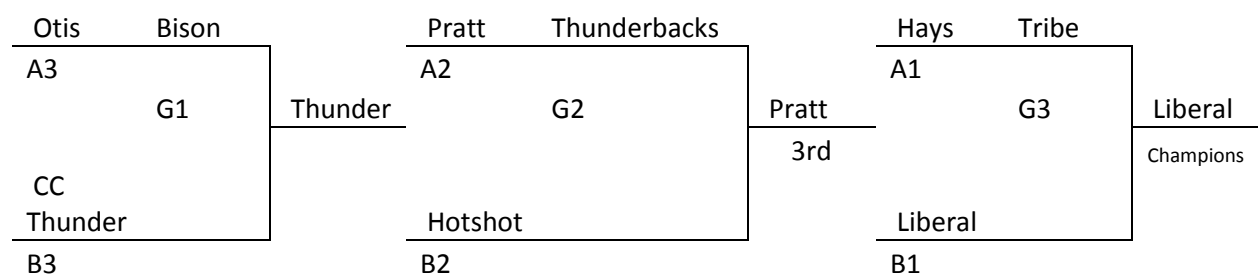 Otis Bison Pratt Thunderbacks Hays Tribe
A3 A2 A1
G1 Thunder G2 Pratt G3 Liberal
3rd Champions
CC
Thunder Hotshot Liberal
B3 B2 B1